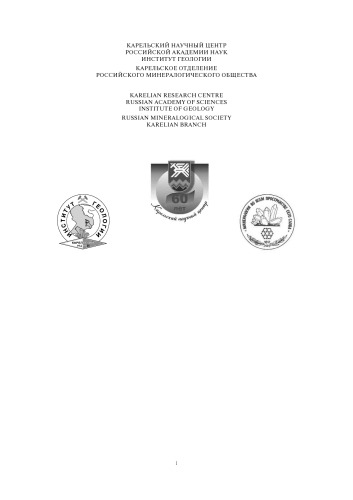 КАРЕЛЬСКИЙ НАУЧНЫЙ ЦЕНТР
РОССИЙСКОЙ АКАДЕМИИ НАУК
ИНСТИТУТ ГЕОЛОГИИ
КАРЕЛЬСКОЕ ОТДЕЛЕНИЕ
РОССИЙСКОГО МИНЕРАЛОГИЧЕСКОГО ОБЩЕСТВА
KARELIAN RESEARCH CENTRE
RUSSIAN ACADEMY OF SCIENCES
INSTITUTE OF GEOLOGY
RUSSIAN MINERALOGICAL SOCIETY
KARELIAN BRANCH
ИНСТИТУТ ГЕОЛОГИИ
60
ЛЕТ
Карельский научный центр
1